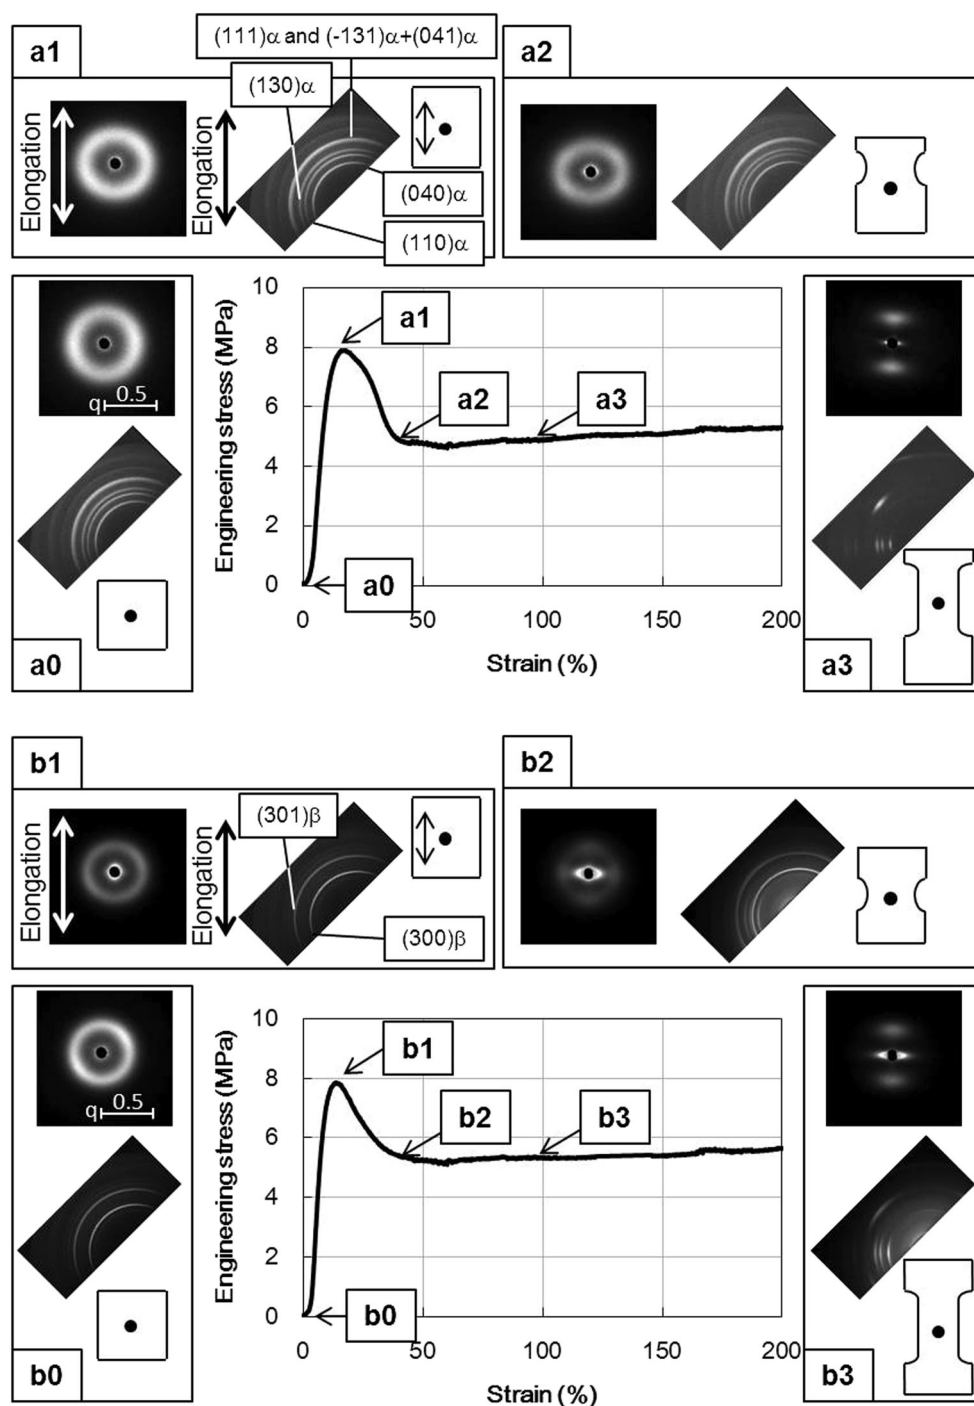 a1
(111)α and (-131)α+(041)α
(130)α
Elongation
Elongation
(040)α
(110)α
a2
q 0.5
a0
10
8
6
4
2
0
Engineering stress (MPa)
a1
a2
a3
a0
0 50 100 150 200
Strain (%)
a3
b1
(301)β
Elongation
Elongation
(300)β
b2
q 0.5
b0
10
8
6
4
2
0
Engineering stress (MPa)
b1
b2
b3
b0
0 50 100 150 200
Strain (%)
b3